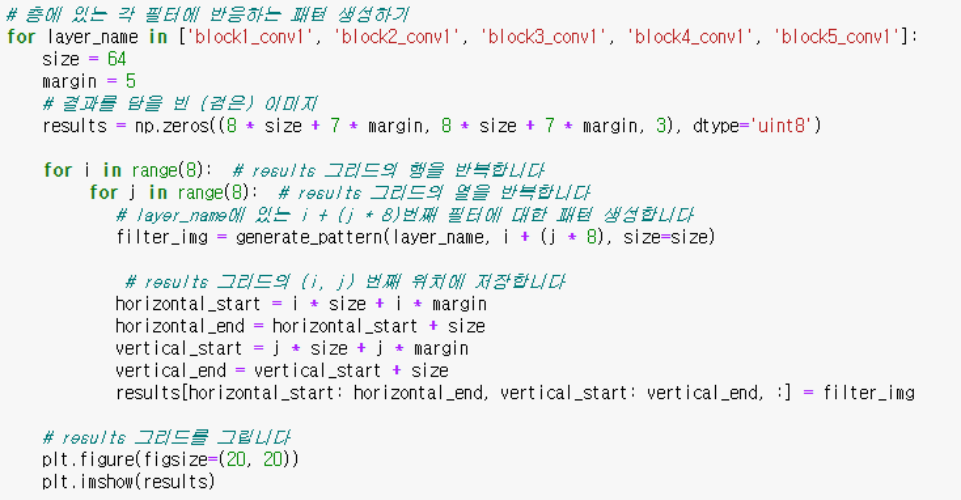 # 층에 있는 각 필터에 반응하는 패턴 생성하기
for layer_name in ['block1_conv1', 'block2_conv1', 'block3_conv1', 'block4_conv1', 'block5_conv1']:
    size = 64
    margin = 5
    # 결과를 담을 빈 (검은) 이미지
    results = np.zeros((8 * size + 7 * margin, 8 * size + 7 * margin, 3), dtype='uint8')
    for i in range(8):  # results 그리드의 행을 반복합니다
        for j in range(8):  # results 그리드의 열을 반복합니다
            # layer_name에 있는 i + (j * 8)번째 필터에 대한 패턴 생성합니다
            filter_img = generate_pattern(layer_name, i + (j * 8), size=size)
            # results 그리드의 (i, j) 번째 위치에 저장합니다
            horizontal_start = i * size + i * margin
            horizontal_end = horizontal_start + size
            vertical_start = j * size + j * margin
            vertical_end = vertical_start + size
            results[horizontal_start: horizontal_end, vertical_start: vertical_end, :] = filter_img
    # results 그리드를 그립니다
    plt.figure(figsize=(20, 20))
    plt.imshow(results)